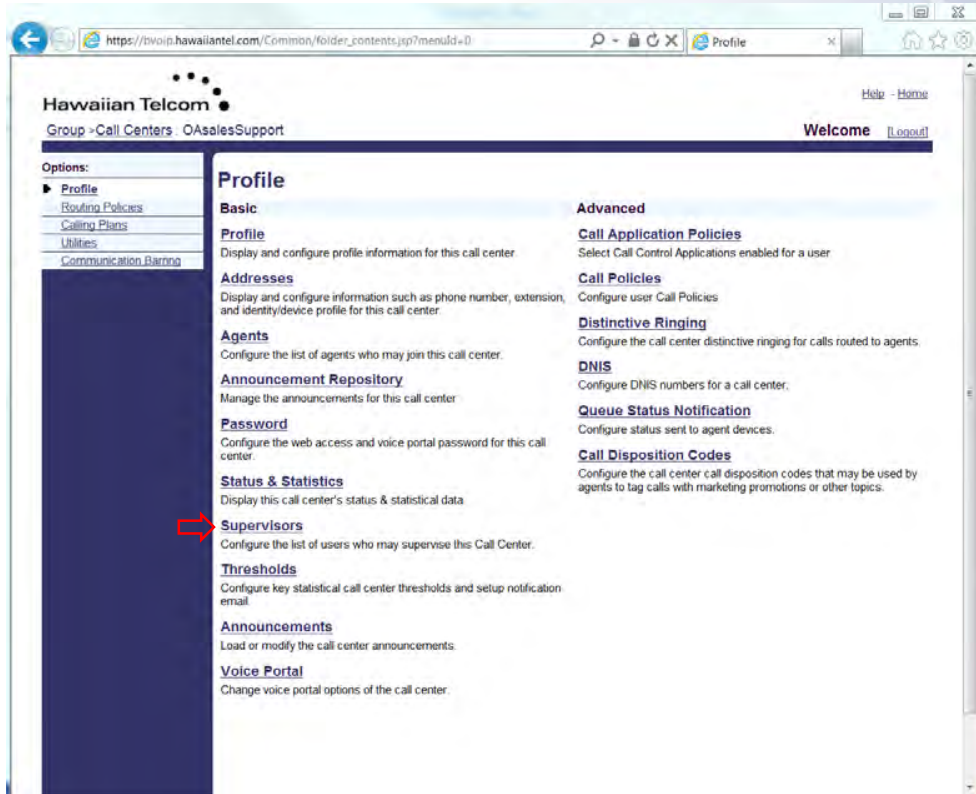 https://bvoip.hawaiiantel.com/Common/folder_contents.jsp?menuId=0
Profile
Hawaiian Telcom
Help - Home
Group >Call Centers : OAsalesSupport
Welcome [Logout]
Options:
Profile
Routing Policies
Calling Plans
Utilities
Communication Barring
Profile
Basic
Profile
Display and configure profile information for this call center.
Addresses
Display and configure information such as phone number, extension,
and identity/device profile for this call center.
Agents
Configure the list of agents who may join this call center.
Announcement Repository
Manage the announcements for this call center
Password
Configure the web access and voice portal password for this call
center.
Status & Statistics
Display this call center's status & statistical data.
Supervisors
Configure the list of users who may supervise this Call Center.
Thresholds
Configure key statistical call center thresholds and setup notification
email.
Announcements
Load or modify the call center announcements.
Voice Portal
Change voice portal options of the call center.
Advanced
Call Application Policies
Select Call Control Applications enabled for a user
Call Policies
Configure user Call Policies
Distinctive Ringing
Configure the call center distinctive ringing for calls routed to agents.
DNIS
Configure DNIS numbers for a call center.
Queue Status Notification
Configure status sent to agent devices.
Call Disposition Codes
Configure the call center call disposition codes that may be used by
agents to tag calls with marketing promotions or other topics.